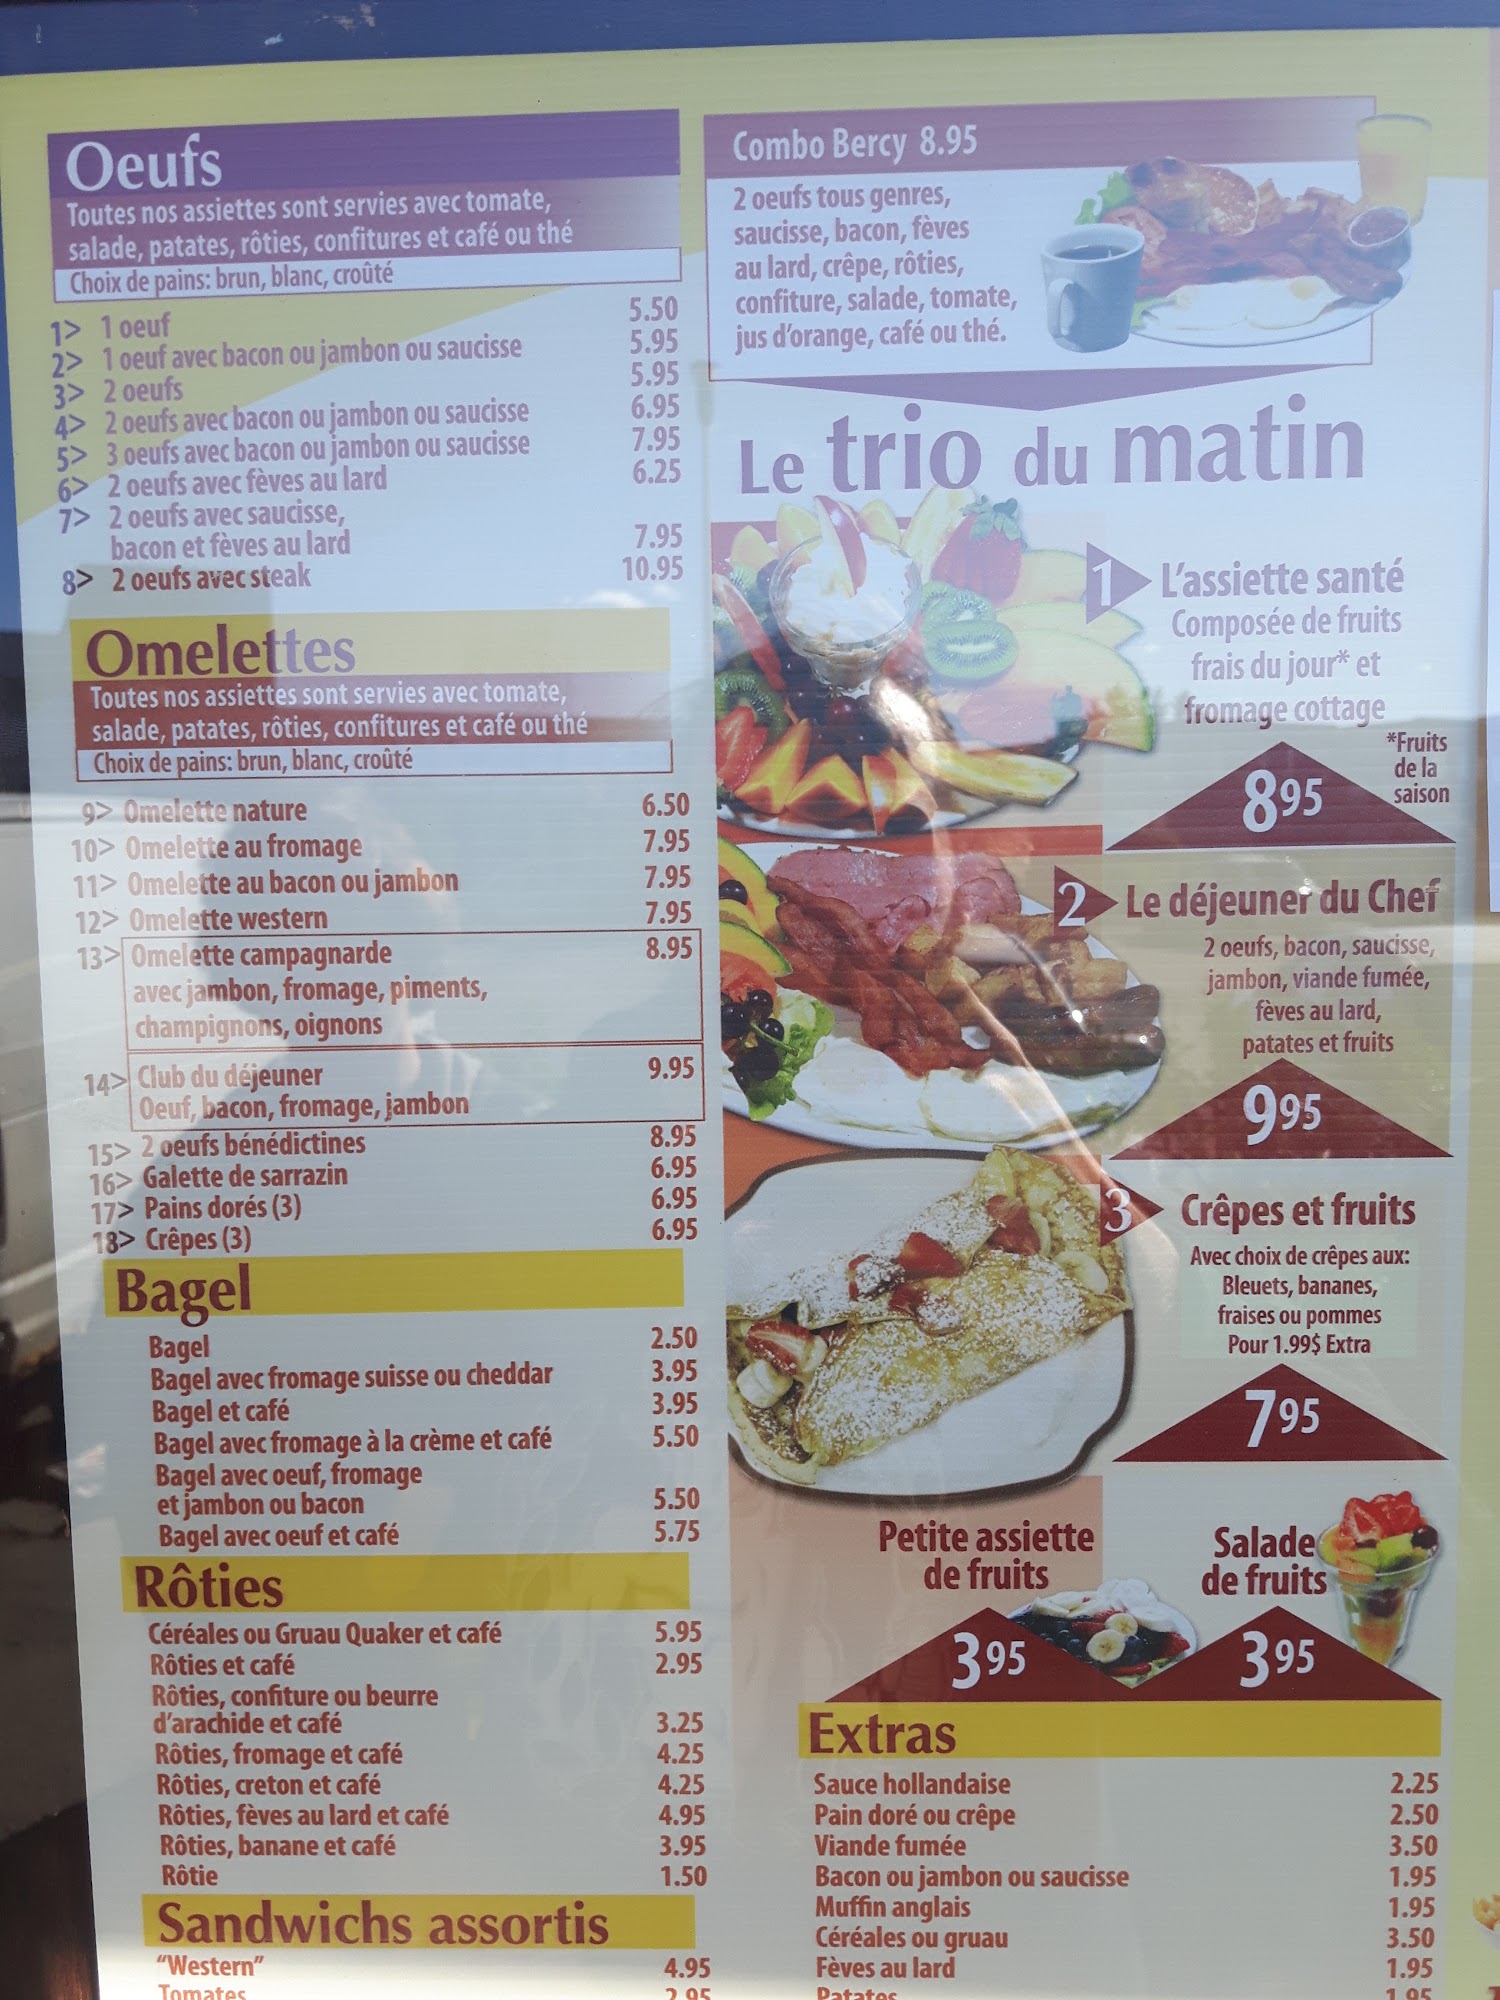 Oeufs
Toutes nos assiettes sont servies avec tomate,
salade, patates, rôties, confitures et café ou thé
Choix de pains: brun, blanc, croûté
1> 1 oeuf 5.50
2> 1 oeuf avec bacon ou jambon ou saucisse 5.95
3> 2 oeufs 5.95
4> 2 oeufs avec bacon ou jambon ou saucisse 6.95
5> 3 oeufs avec bacon ou jambon ou saucisse 7.95
6> 2 oeufs avec fèves au lard 6.25
7> 2 oeufs avec saucisse,
bacon et fèves au lard 7.95
8> 2 oeufs avec steak 10.95
Omelettes
Toutes nos assiettes sont servies avec tomate,
salade, patates, rôties, confitures et café ou thé
Choix de pains: brun, blanc, croûté
9> Omelette nature 6.50
10> Omelette au fromage 7.95
11> Omelette au bacon ou jambon 7.95
12> Omelette western 7.95
13> Omelette campagnarde 8.95
avec jambon, fromage, piments,
champignons, oignons
14> Club du déjeuner 9.95
Oeuf, bacon, fromage, jambon
15> 2 oeufs bénédictines 8.95
16> Galette de sarrazin 6.95
17> Pains dorés (3) 6.95
18> Crêpes (3) 6.95
Bagel
Bagel 2.50
Bagel avec fromage suisse ou cheddar 3.95
Bagel et café 3.95
Bagel avec fromage à la crème et café 5.50
Bagel avec oeuf, fromage
et jambon ou bacon 5.50
Bagel avec oeuf et café 5.75
Rôties
Céréales ou Gruau Quaker et café 5.95
Rôties et café 2.95
Rôties, confiture ou beurre
d'arachide et café 3.25
Rôties, fromage et café 4.25
Rôties, creton et café 4.25
Rôties, fèves au lard et café 4.95
Rôties, banane et café 3.95
Rôtie 1.50
Sandwichs assortis
"Western" 4.95
Tomates 2.95
Combo Bercy 8.95
2 oeufs tous genres,
saucisse, bacon, fèves
au lard, crêpe, rôties,
confiture, salade, tomate,
jus d'orange, café ou thé.
Le trio du matin
1 L'assiette santé
Composée de fruits
frais du jour* et
fromage cottage
*Fruits
de la
saison
8 95
2 Le déjeuner du Chef
2 oeufs, bacon, saucisse,
jambon, viande fumée,
fèves au lard,
patates et fruits
9 95
3 Crêpes et fruits
Avec choix de crêpes aux:
Bleuets, bananes,
fraises ou pommes
Pour 1.99$ Extra
7 95
Petite assiette
de fruits
3 95
Salade
de fruits
3 95
Extras
Sauce hollandaise 2.25
Pain doré ou crêpe 2.50
Viande fumée 3.50
Bacon ou jambon ou saucisse 1.95
Muffin anglais 1.95
Céréales ou gruau 3.50
Fèves au lard 1.95
Patates 1.95